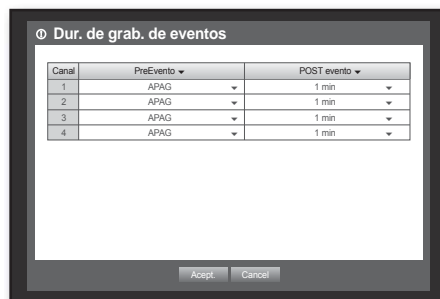 Dur. de grab. de eventos
Canal PreEvento POST evento
1 APAG 1 min
2 APAG 1 min
3 APAG 1 min
4 APAG 1 min
Acept. Cancel